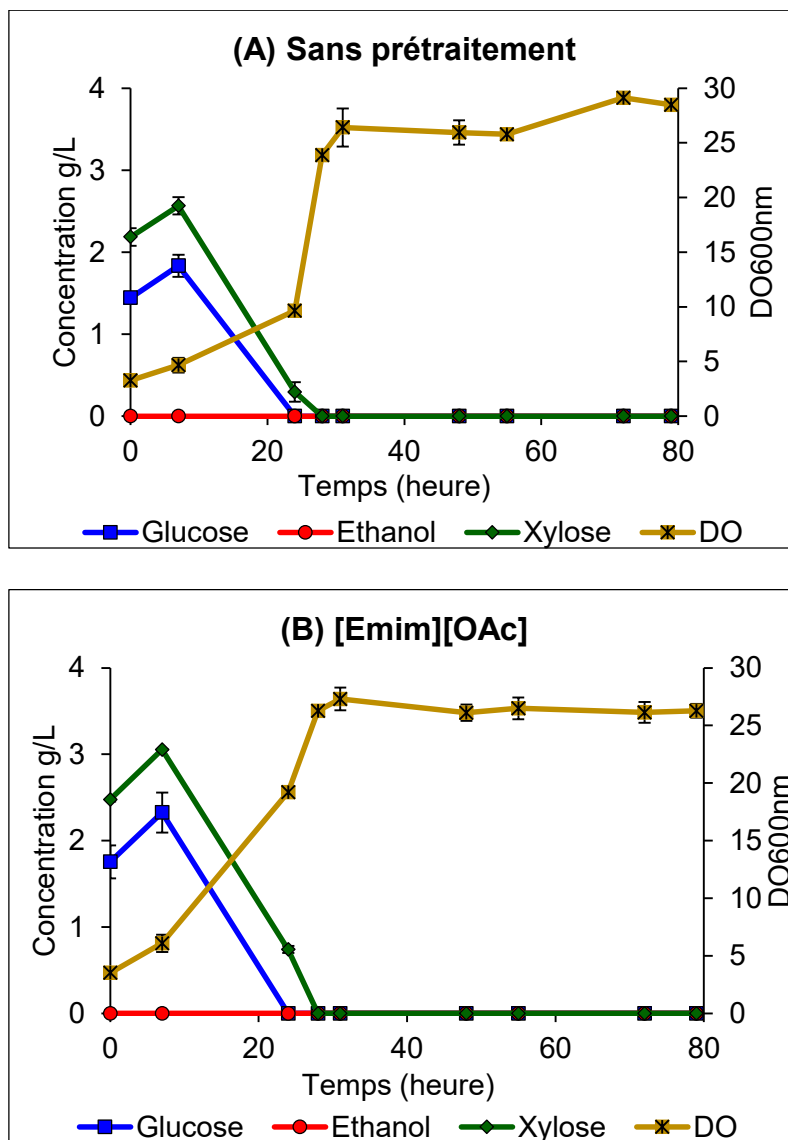 (A) Sans prétraitement
4
3
2
1
0
Concentration g/L
30
25
20
15
10
5
0
DO600nm
0 20 40 60 80
Temps (heure)
Glucose Ethanol Xylose DO
(B) [Emim][OAc]
4
3
2
1
0
Concentration g/L
30
25
20
15
10
5
0
DO600nm
0 20 40 60 80
Temps (heure)
Glucose Ethanol Xylose DO